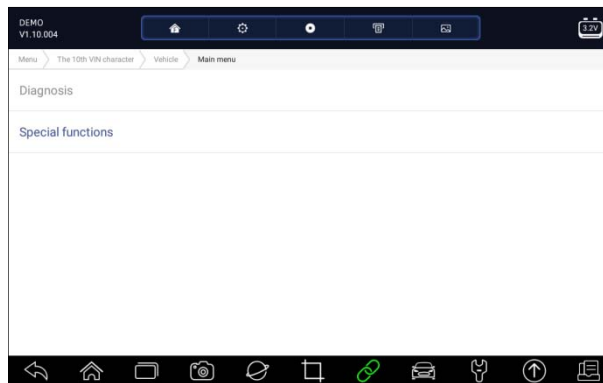 DEMO
V1.10.004
3.2V
Menu
The 10th VIN character
Vehicle
Main menu
Diagnosis
Special functions